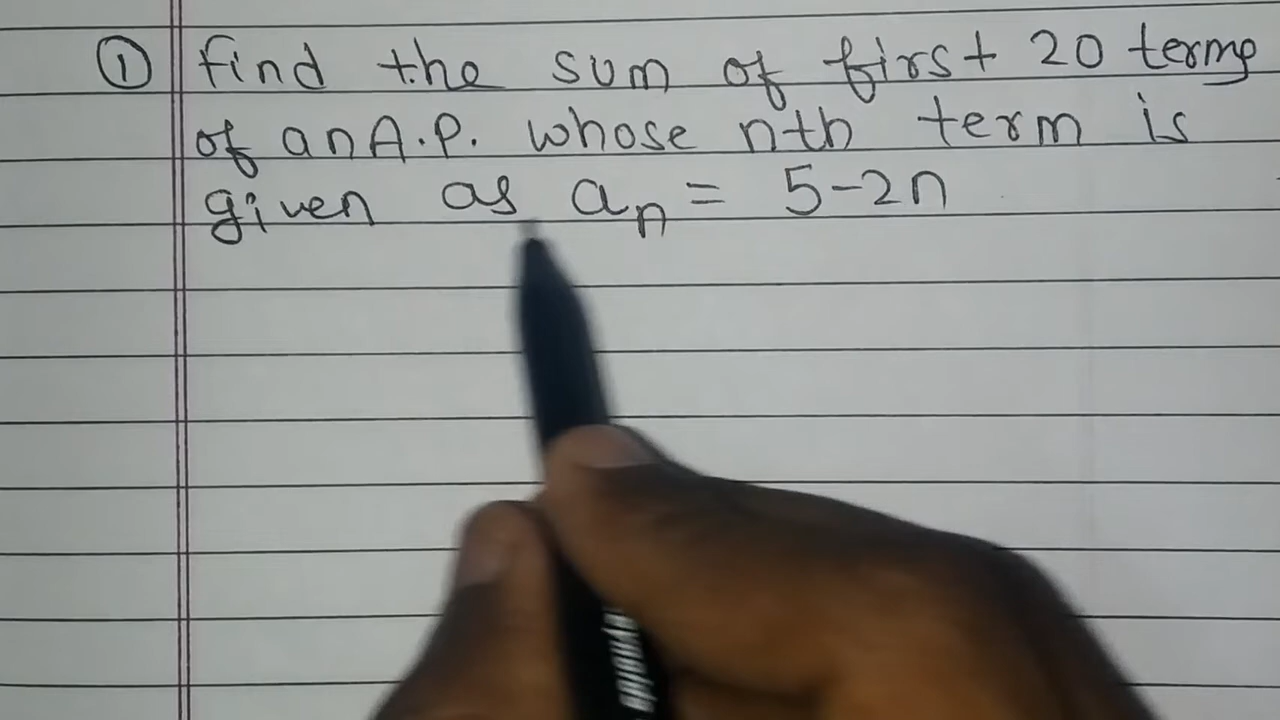 ① Find the sum of first 20 terms
of an A.P. whose nth term is
given as aₙ = 5-2n